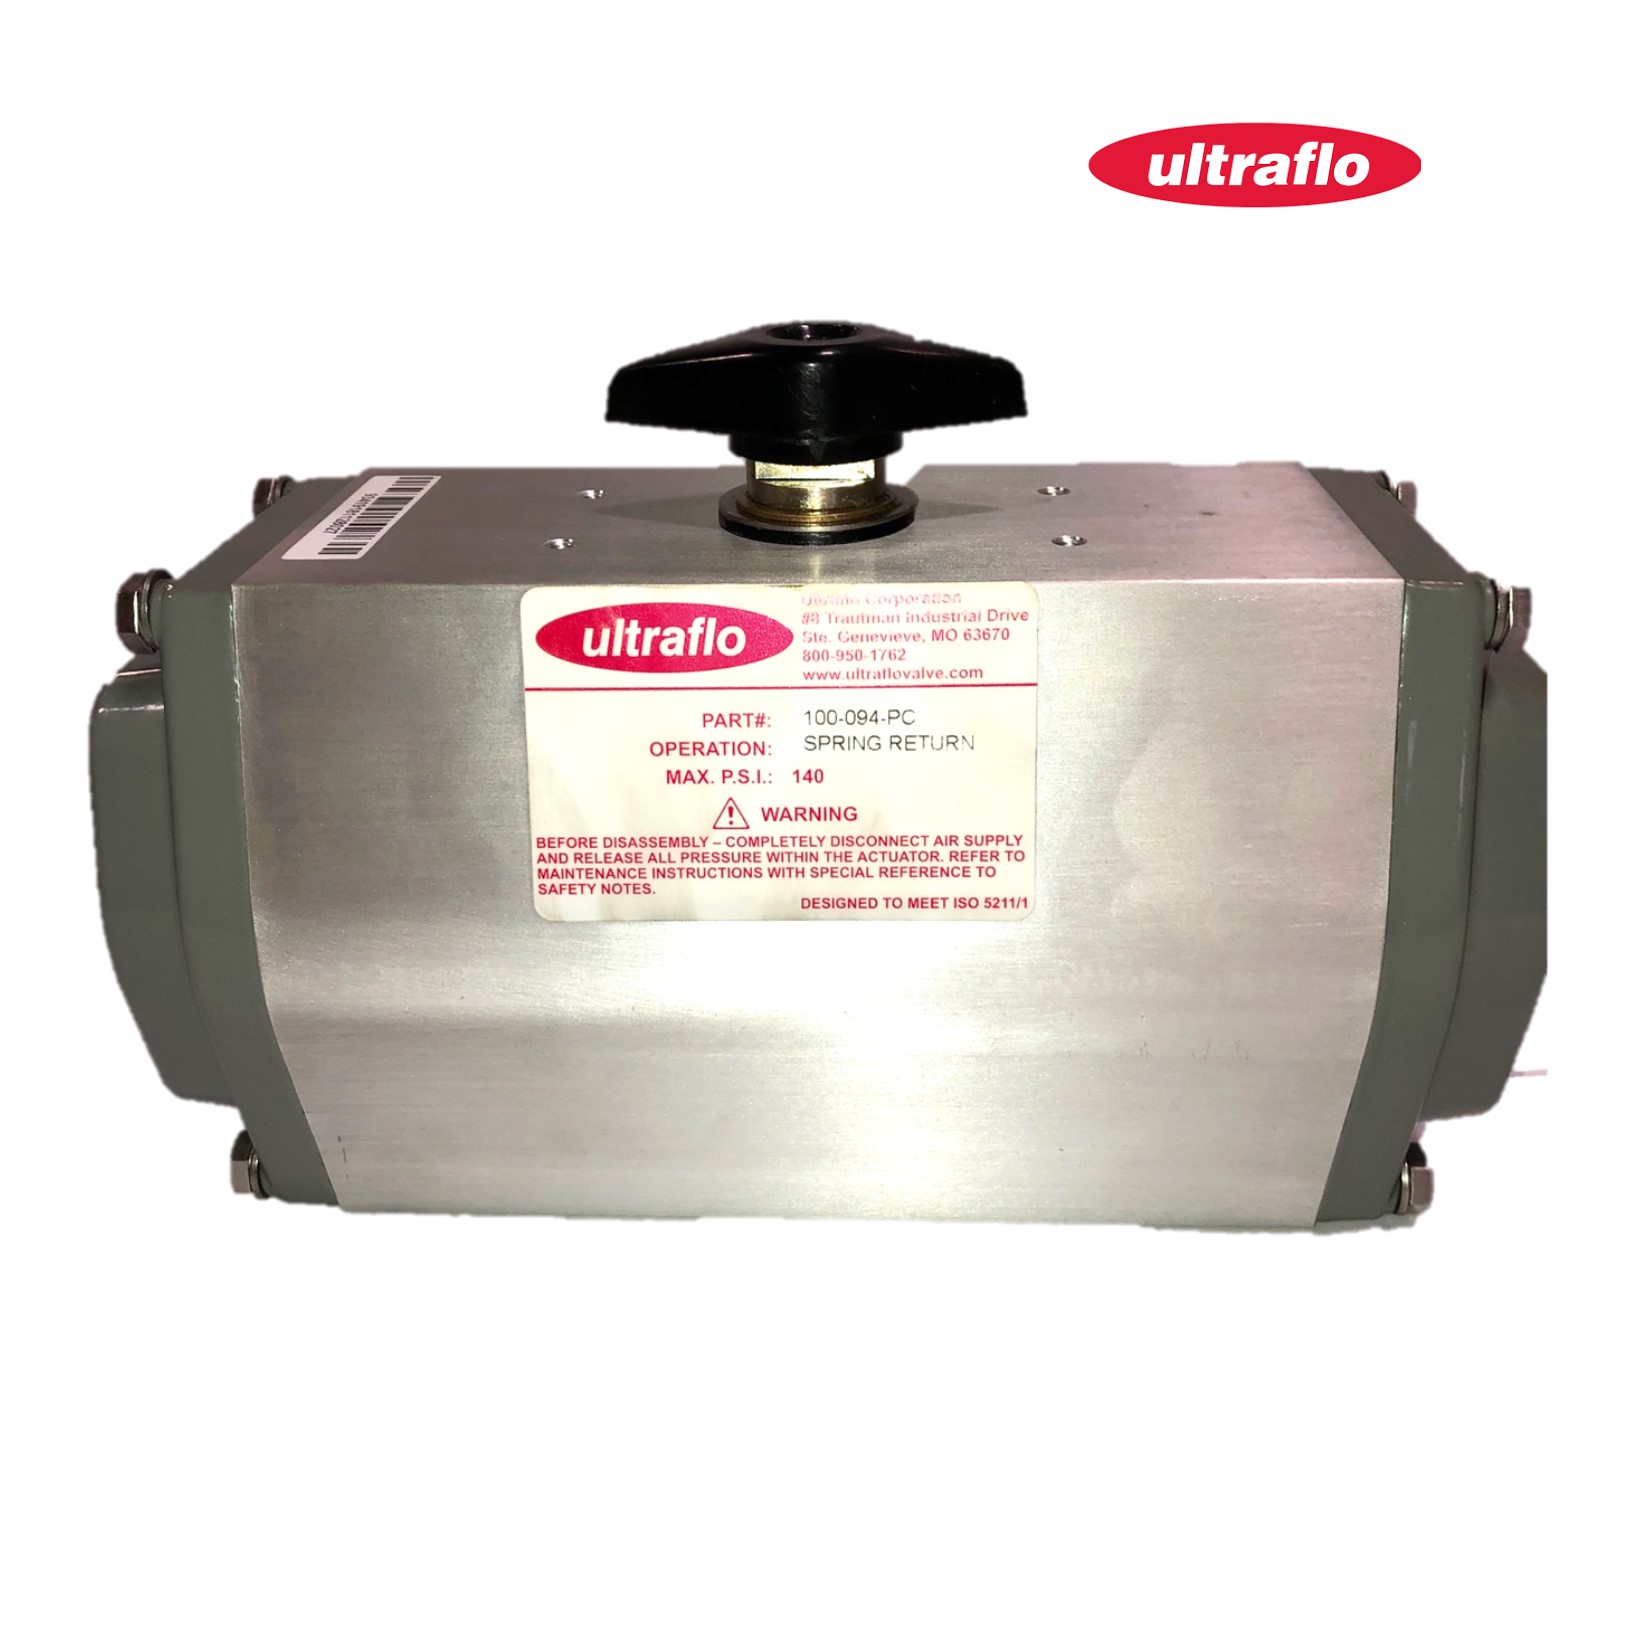 ultraflo
ultraflo
Ultraflo Corporation
#8 Trautman Industrial Drive
Ste. Genevieve, MO 63670
800-950-1762
www.ultraflovalve.com
PART#: 100-094-PC
OPERATION: SPRING RETURN
MAX. P.S.I.: 140
WARNING
BEFORE DISASSEMBLY – COMPLETELY DISCONNECT AIR SUPPLY
AND RELEASE ALL PRESSURE WITHIN THE ACTUATOR. REFER TO
MAINTENANCE INSTRUCTIONS WITH SPECIAL REFERENCE TO
SAFETY NOTES.
DESIGNED TO MEET ISO 5211/1